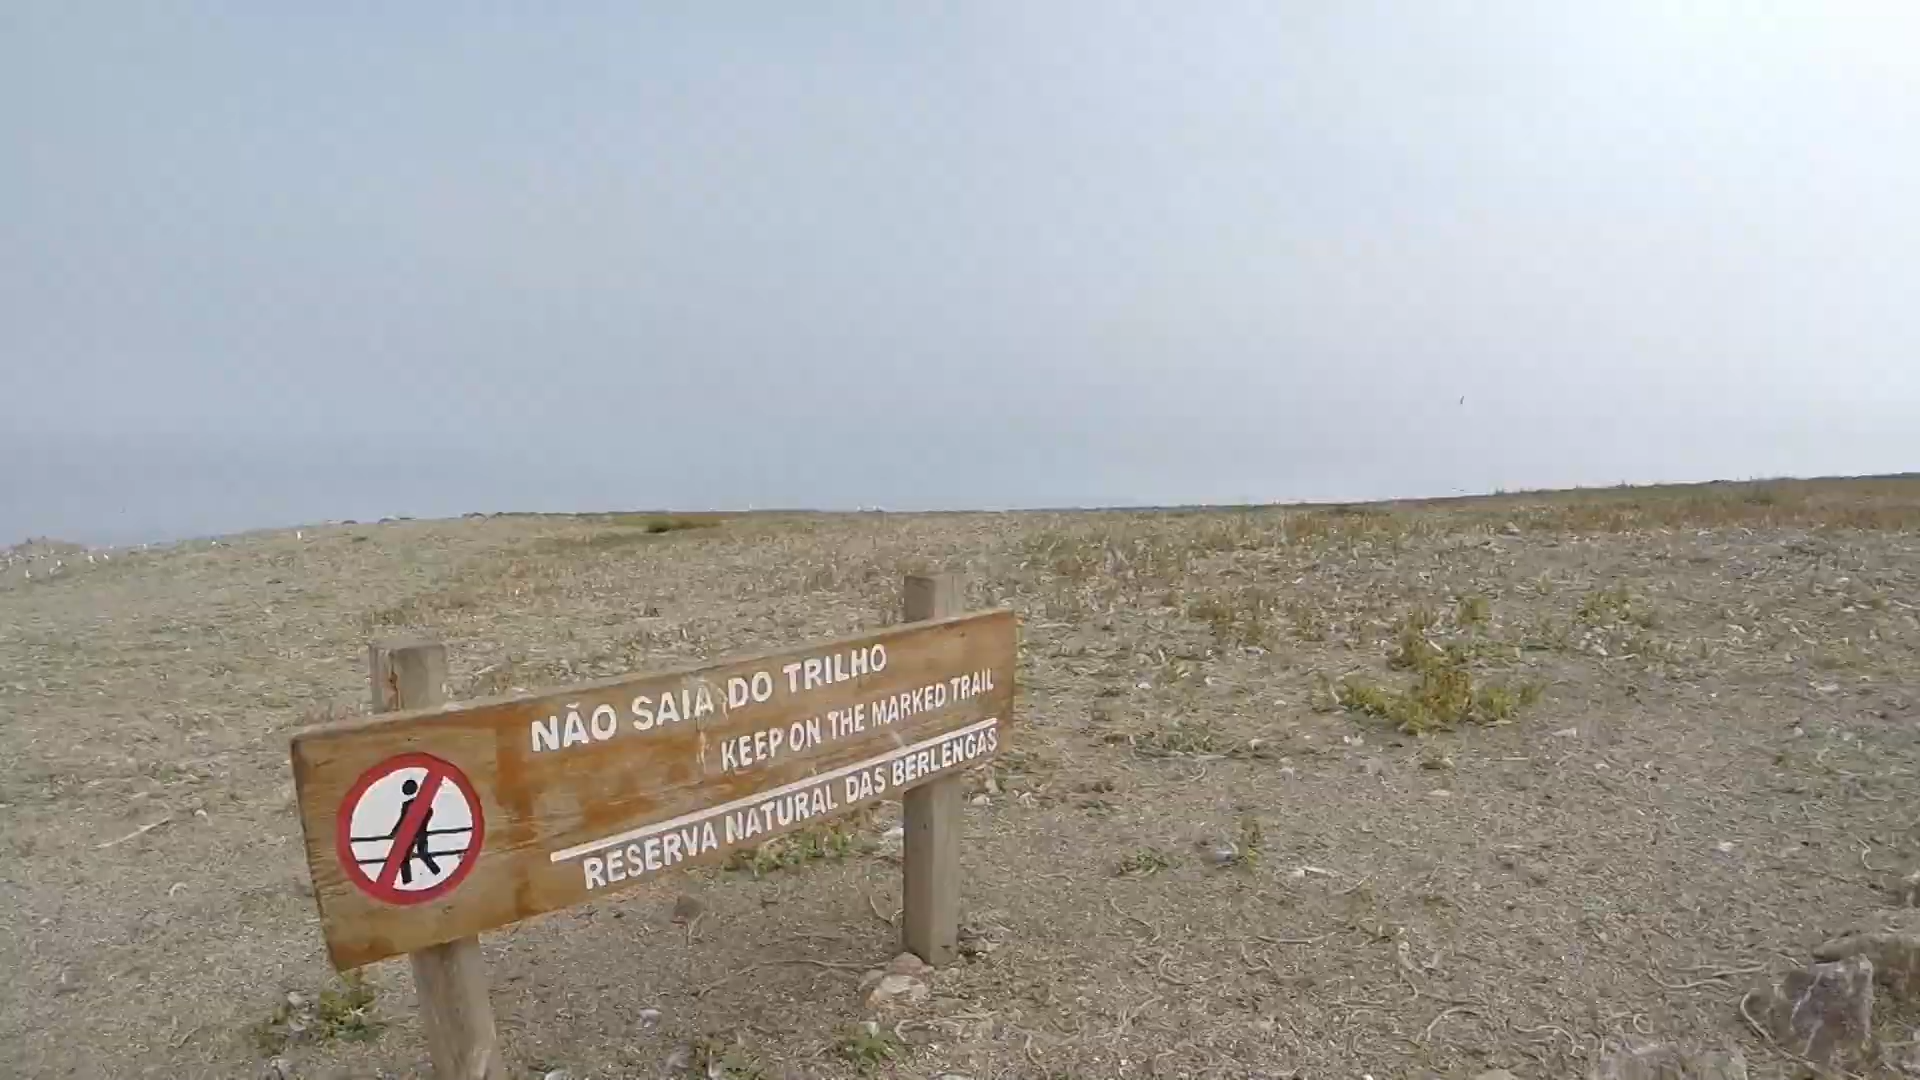 NÃO SAIA DO TRILHO
KEEP ON THE MARKED TRAIL
RESERVA NATURAL DAS BERLENGAS